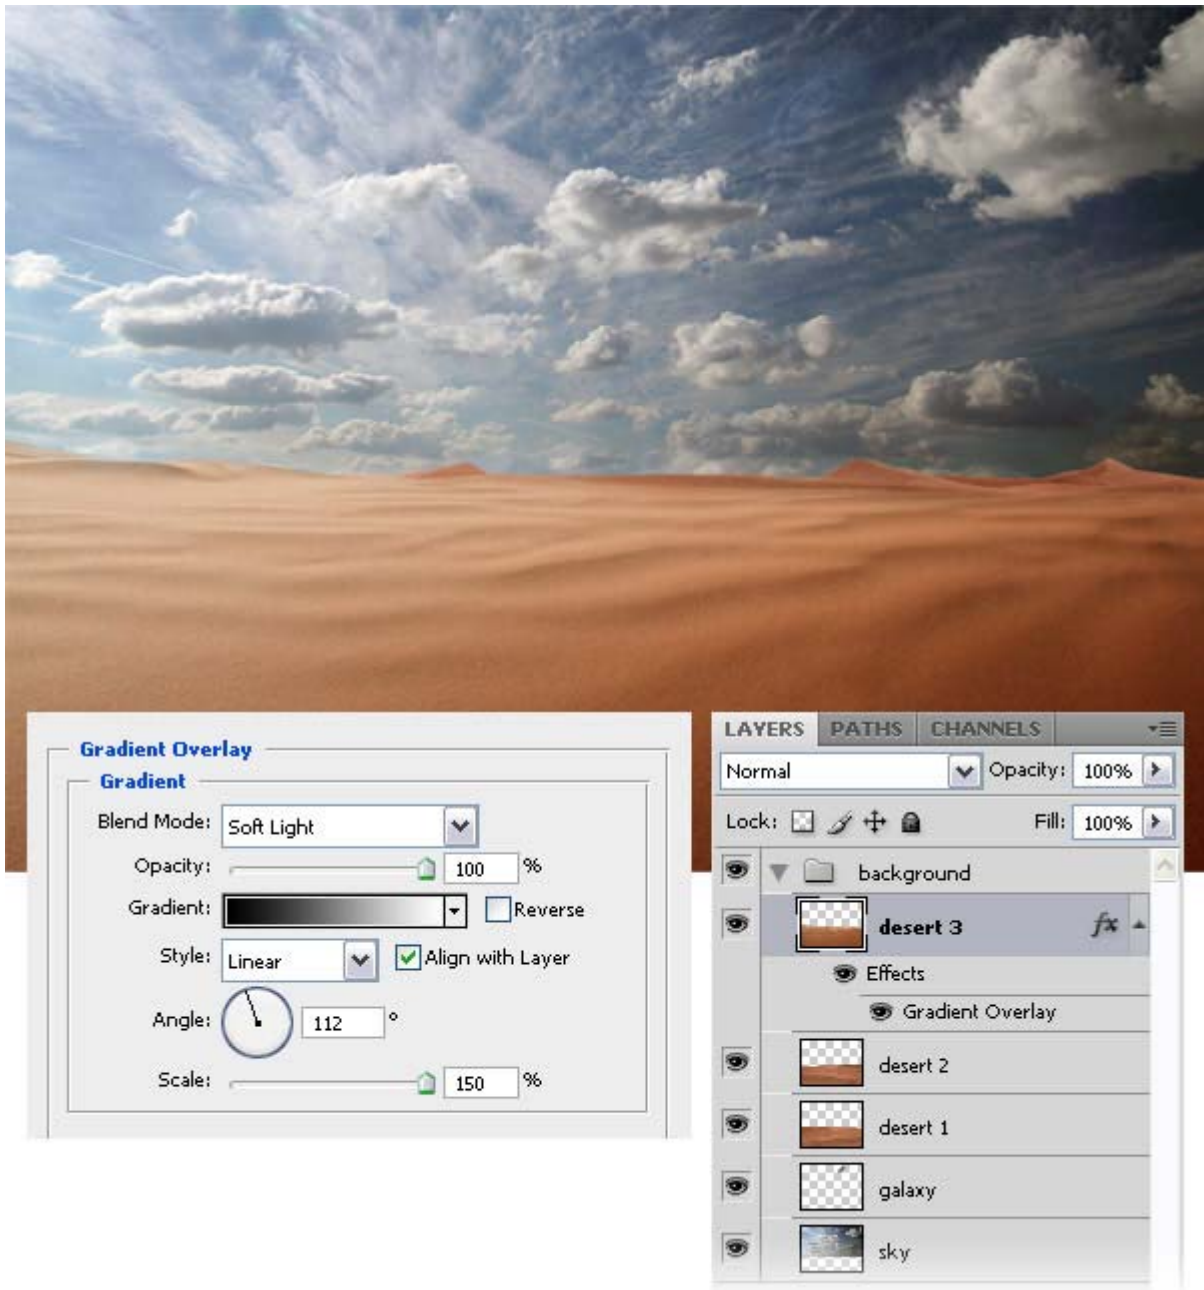 Gradient Overlay
Gradient
Blend Mode: Soft Light
Opacity: 100 %
Gradient: Reverse
Style: Linear Align with Layer
Angle: 112 °
Scale: 150 %
LAYERS PATHS CHANNELS
Normal Opacity: 100%
Lock: Fill: 100%
background
desert 3 fx
Effects
Gradient Overlay
desert 2
desert 1
galaxy
sky